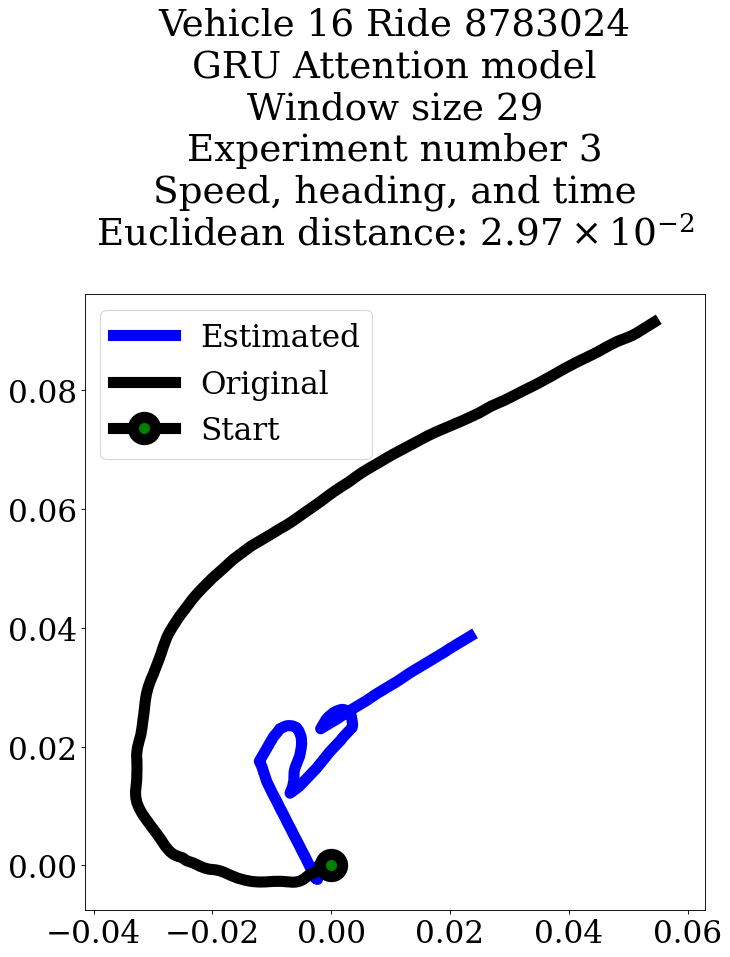 Vehicle 16 Ride 8783024
GRU Attention model
Window size 29
Experiment number 3
Speed, heading, and time
Euclidean distance: 2.97 × 10⁻²
Estimated
Original
Start
0.08
0.06
0.04
0.02
0.00
−0.04 −0.02 0.00 0.02 0.04 0.06